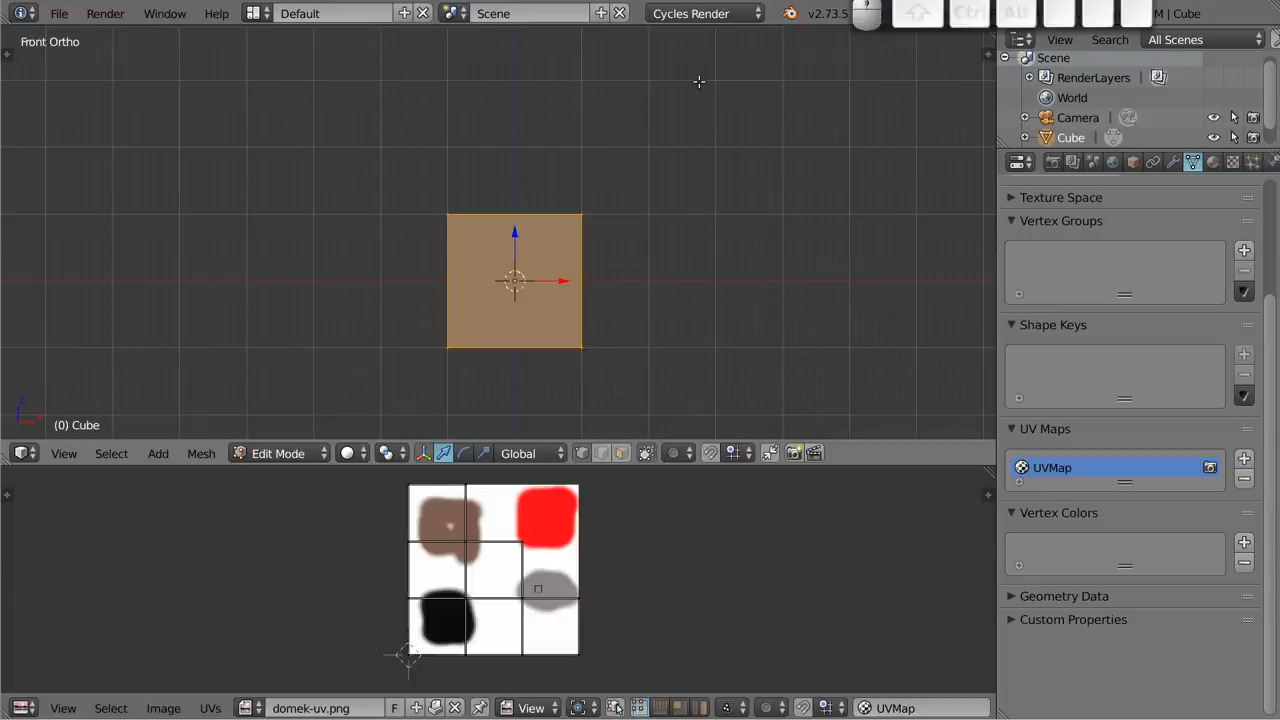 File Render Window Help Default Scene Cycles Render v2.73.5 Ctrl Alt M | Cube
Front Ortho
View Search All Scenes
Scene
RenderLayers
World
Camera
Cube
Texture Space
Vertex Groups
Shape Keys
UV Maps
UVMap
Vertex Colors
Geometry Data
Custom Properties
z
x
(0) Cube
View Select Add Mesh Edit Mode Global
View Select Image UVs domek-uv.png F View UVMap